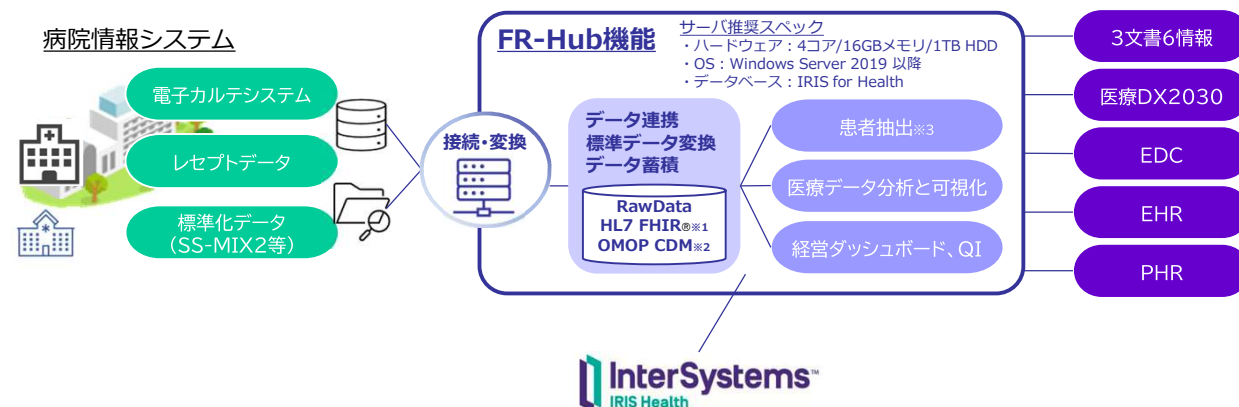 病院情報システム
電子カルテシステム
レセプトデータ
標準化データ
(SS-MIX2等)
接続・変換
FR-Hub機能
サーバ推奨スペック
・ハードウェア：4コア/16GBメモリ/1TB HDD
・OS：Windows Server 2019 以降
・データベース：IRIS for Health
データ連携
標準データ変換
データ蓄積
RawData
HL7 FHIR®※1
OMOP CDM※2
患者抽出※3
医療データ分析と可視化
経営ダッシュボード、QI
3文書6情報
医療DX2030
EDC
EHR
PHR
InterSystems™
IRIS Health